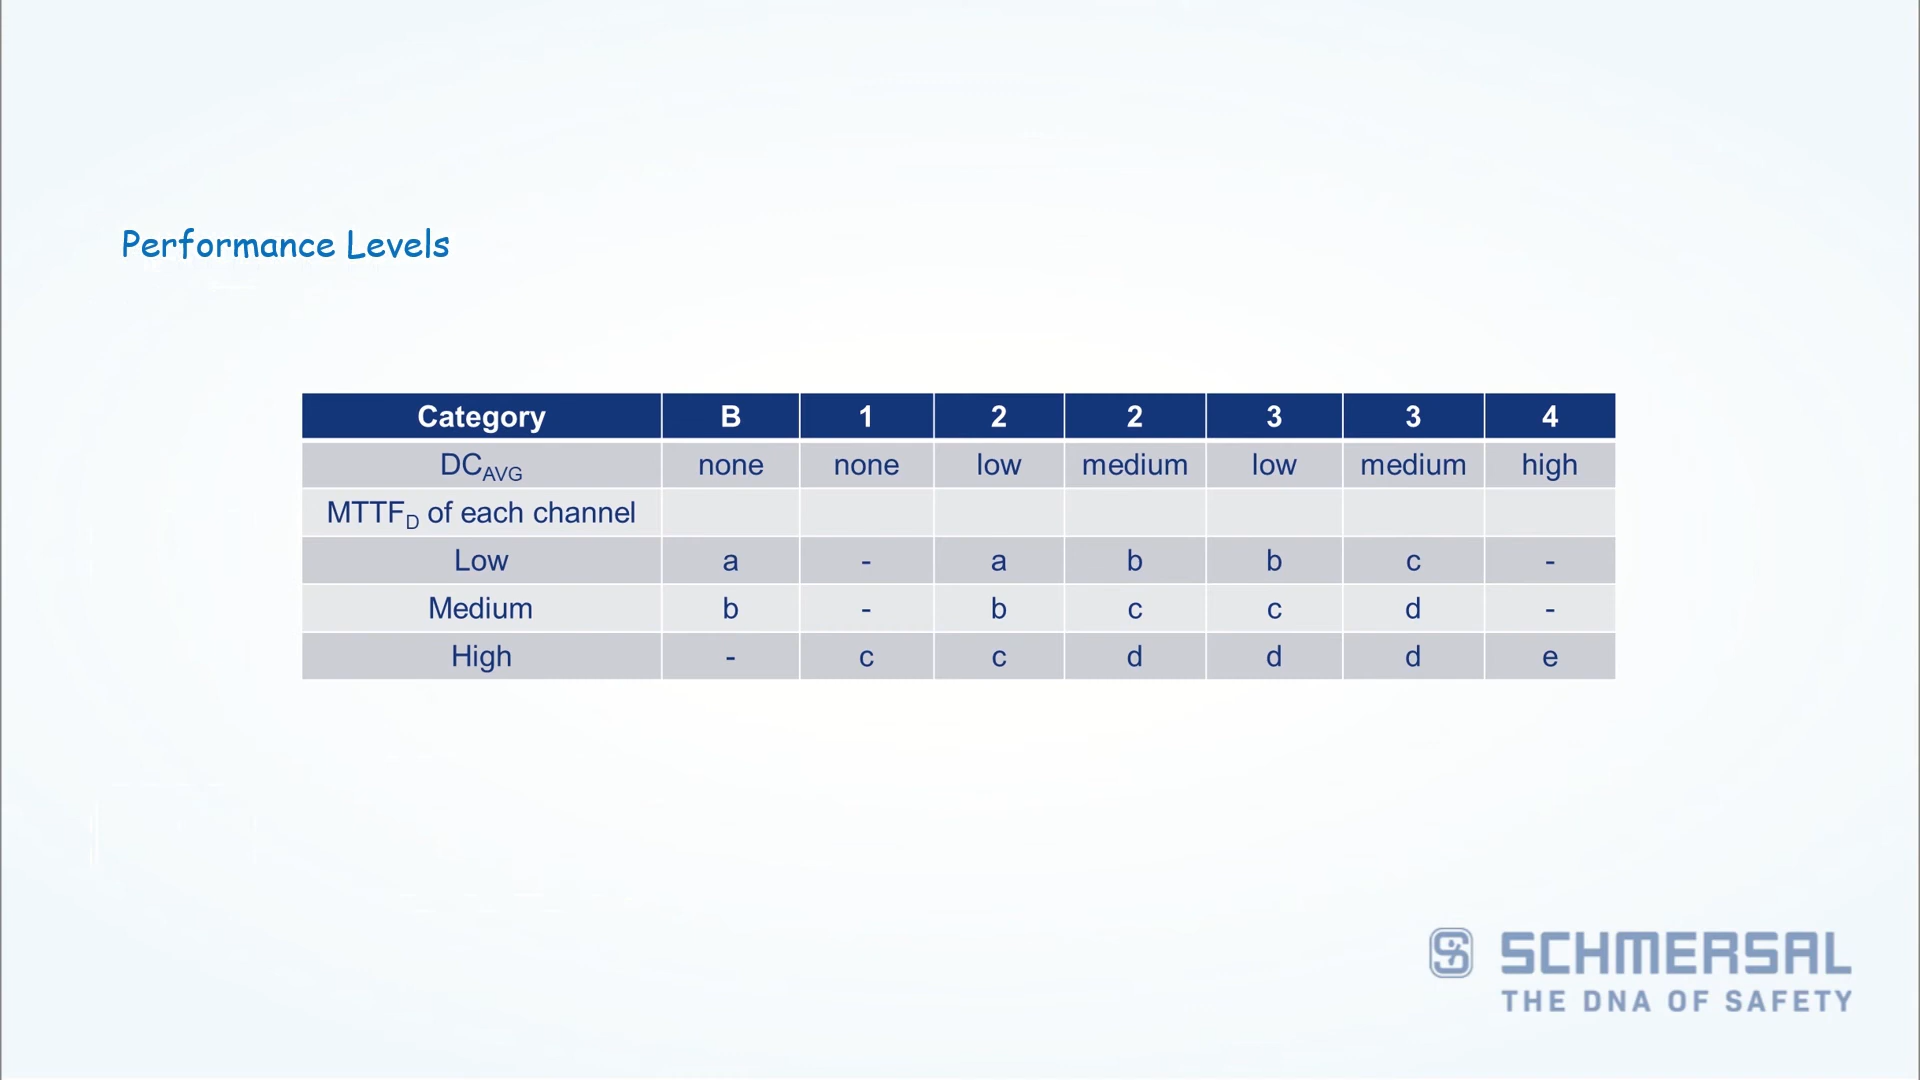 Performance Levels
Category B 1 2 2 3 3 4
DCAVG none none low medium low medium high
MTTFD of each channel
Low a - a b b c -
Medium b - b c c d -
High - c c d d d e
SCHMERSAL
THE DNA OF SAFETY